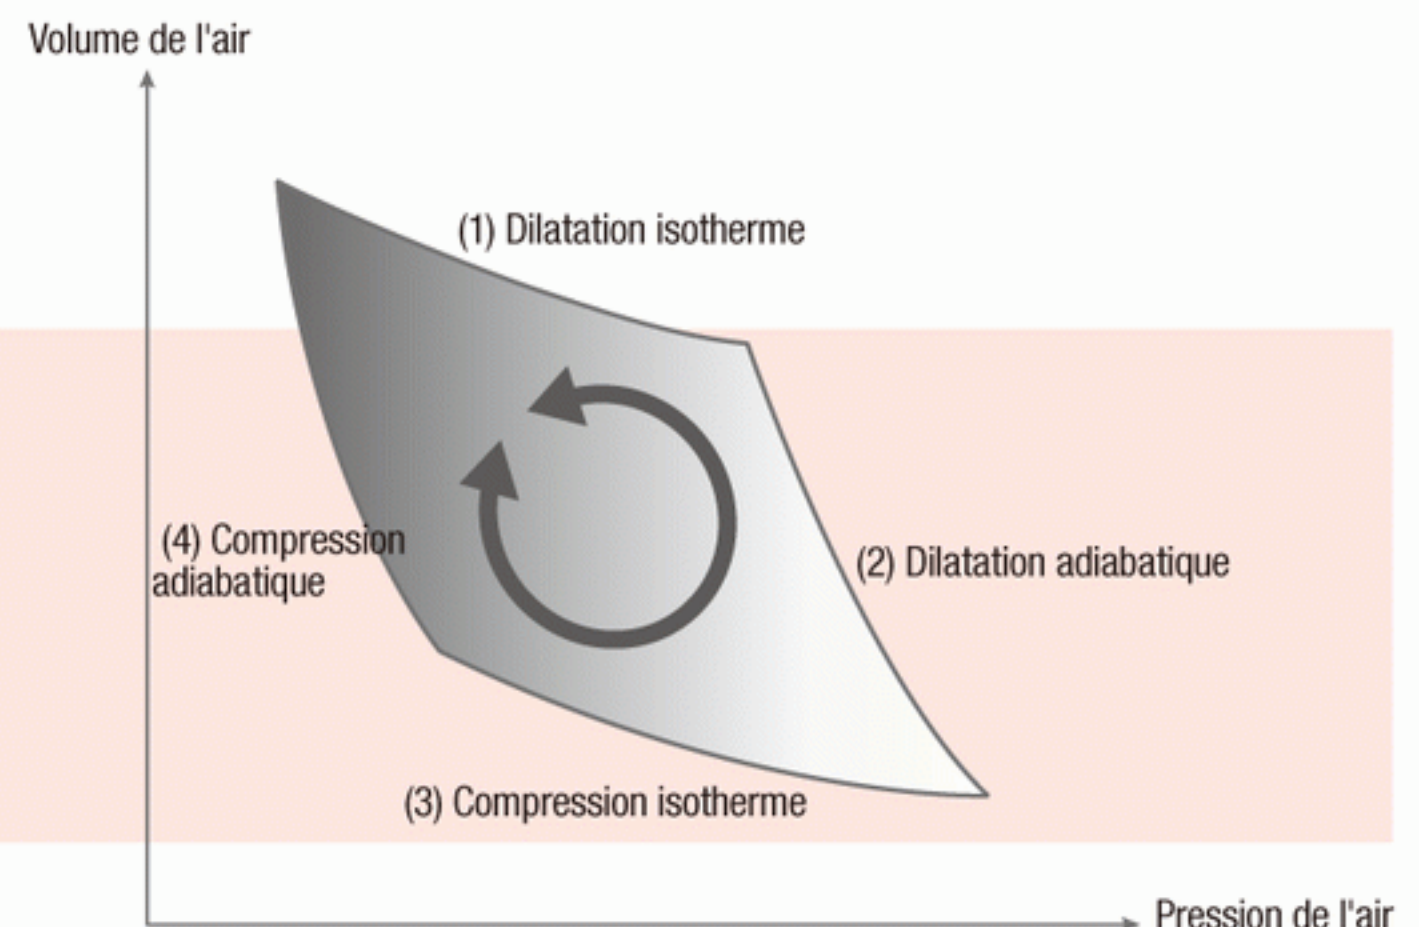 Volume de l'air
(1) Dilatation isotherme
(4) Compression
adiabatique
(2) Dilatation adiabatique
(3) Compression isotherme
Pression de l'air